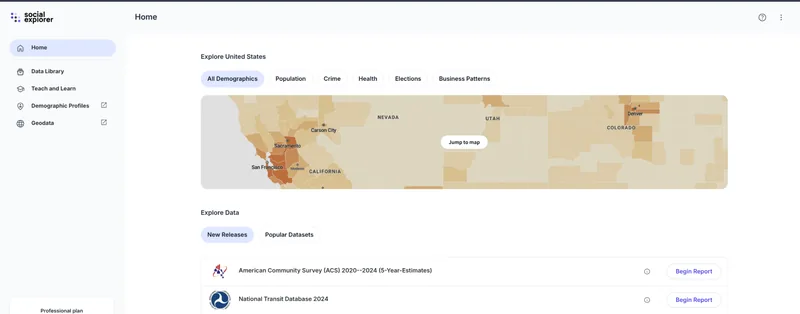 social
explorer
Home
Home
Data Library
Teach and Learn
Demographic Profiles
Geodata
Professional plan
Explore United States
All Demographics
Population
Crime
Health
Elections
Business Patterns
NEVADA
UTAH
Denver
COLORADO
Carson City
Sacramento
Jump to map
San Francisco
CALIFORNIA
Explore Data
New Releases
Popular Datasets
American Community Survey (ACS) 2020--2024 (5-Year-Estimates)
Begin Report
National Transit Database 2024
Begin Report